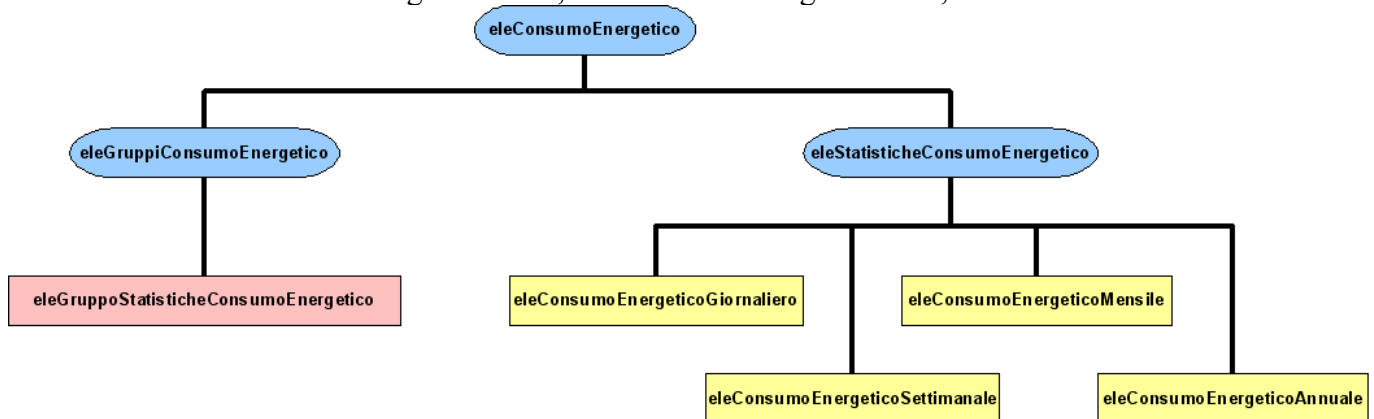 eleConsumoEnergetico
eleGruppiConsumoEnergetico
eleStatisticheConsumoEnergetico
eleGruppoStatisticheConsumoEnergetico
eleConsumoEnergeticoGiornaliero
eleConsumoEnergeticoMensile
eleConsumoEnergeticoSettimanale
eleConsumoEnergeticoAnnuale